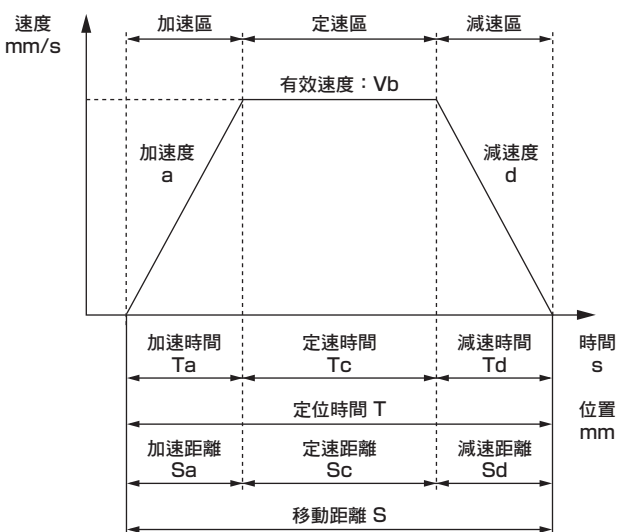 速度
mm/s
加速區
定速區
減速區
有效速度：Vb
加速度
a
減速度
d
加速時間
Ta
定速時間
Tc
減速時間
Td
時間
s
定位時間 T
位置
mm
加速距離
Sa
定速距離
Sc
減速距離
Sd
移動距離 S